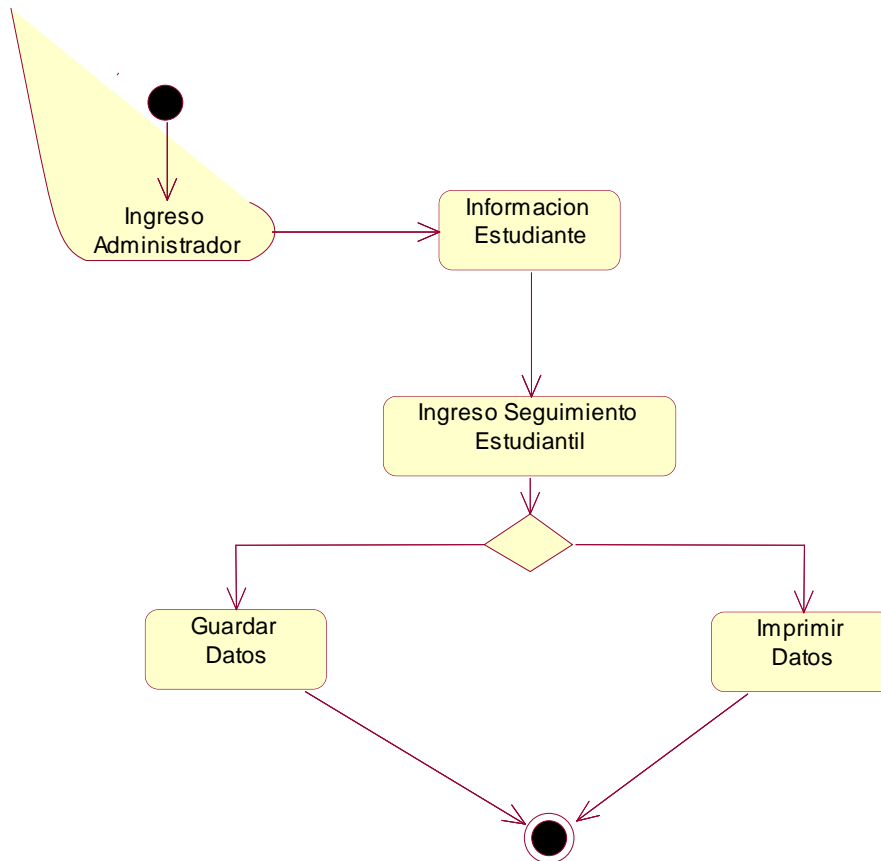 Ingreso
Administrador
Informacion
Estudiante
Ingreso Seguimiento
Estudiantil
Guardar
Datos
Imprimir
Datos